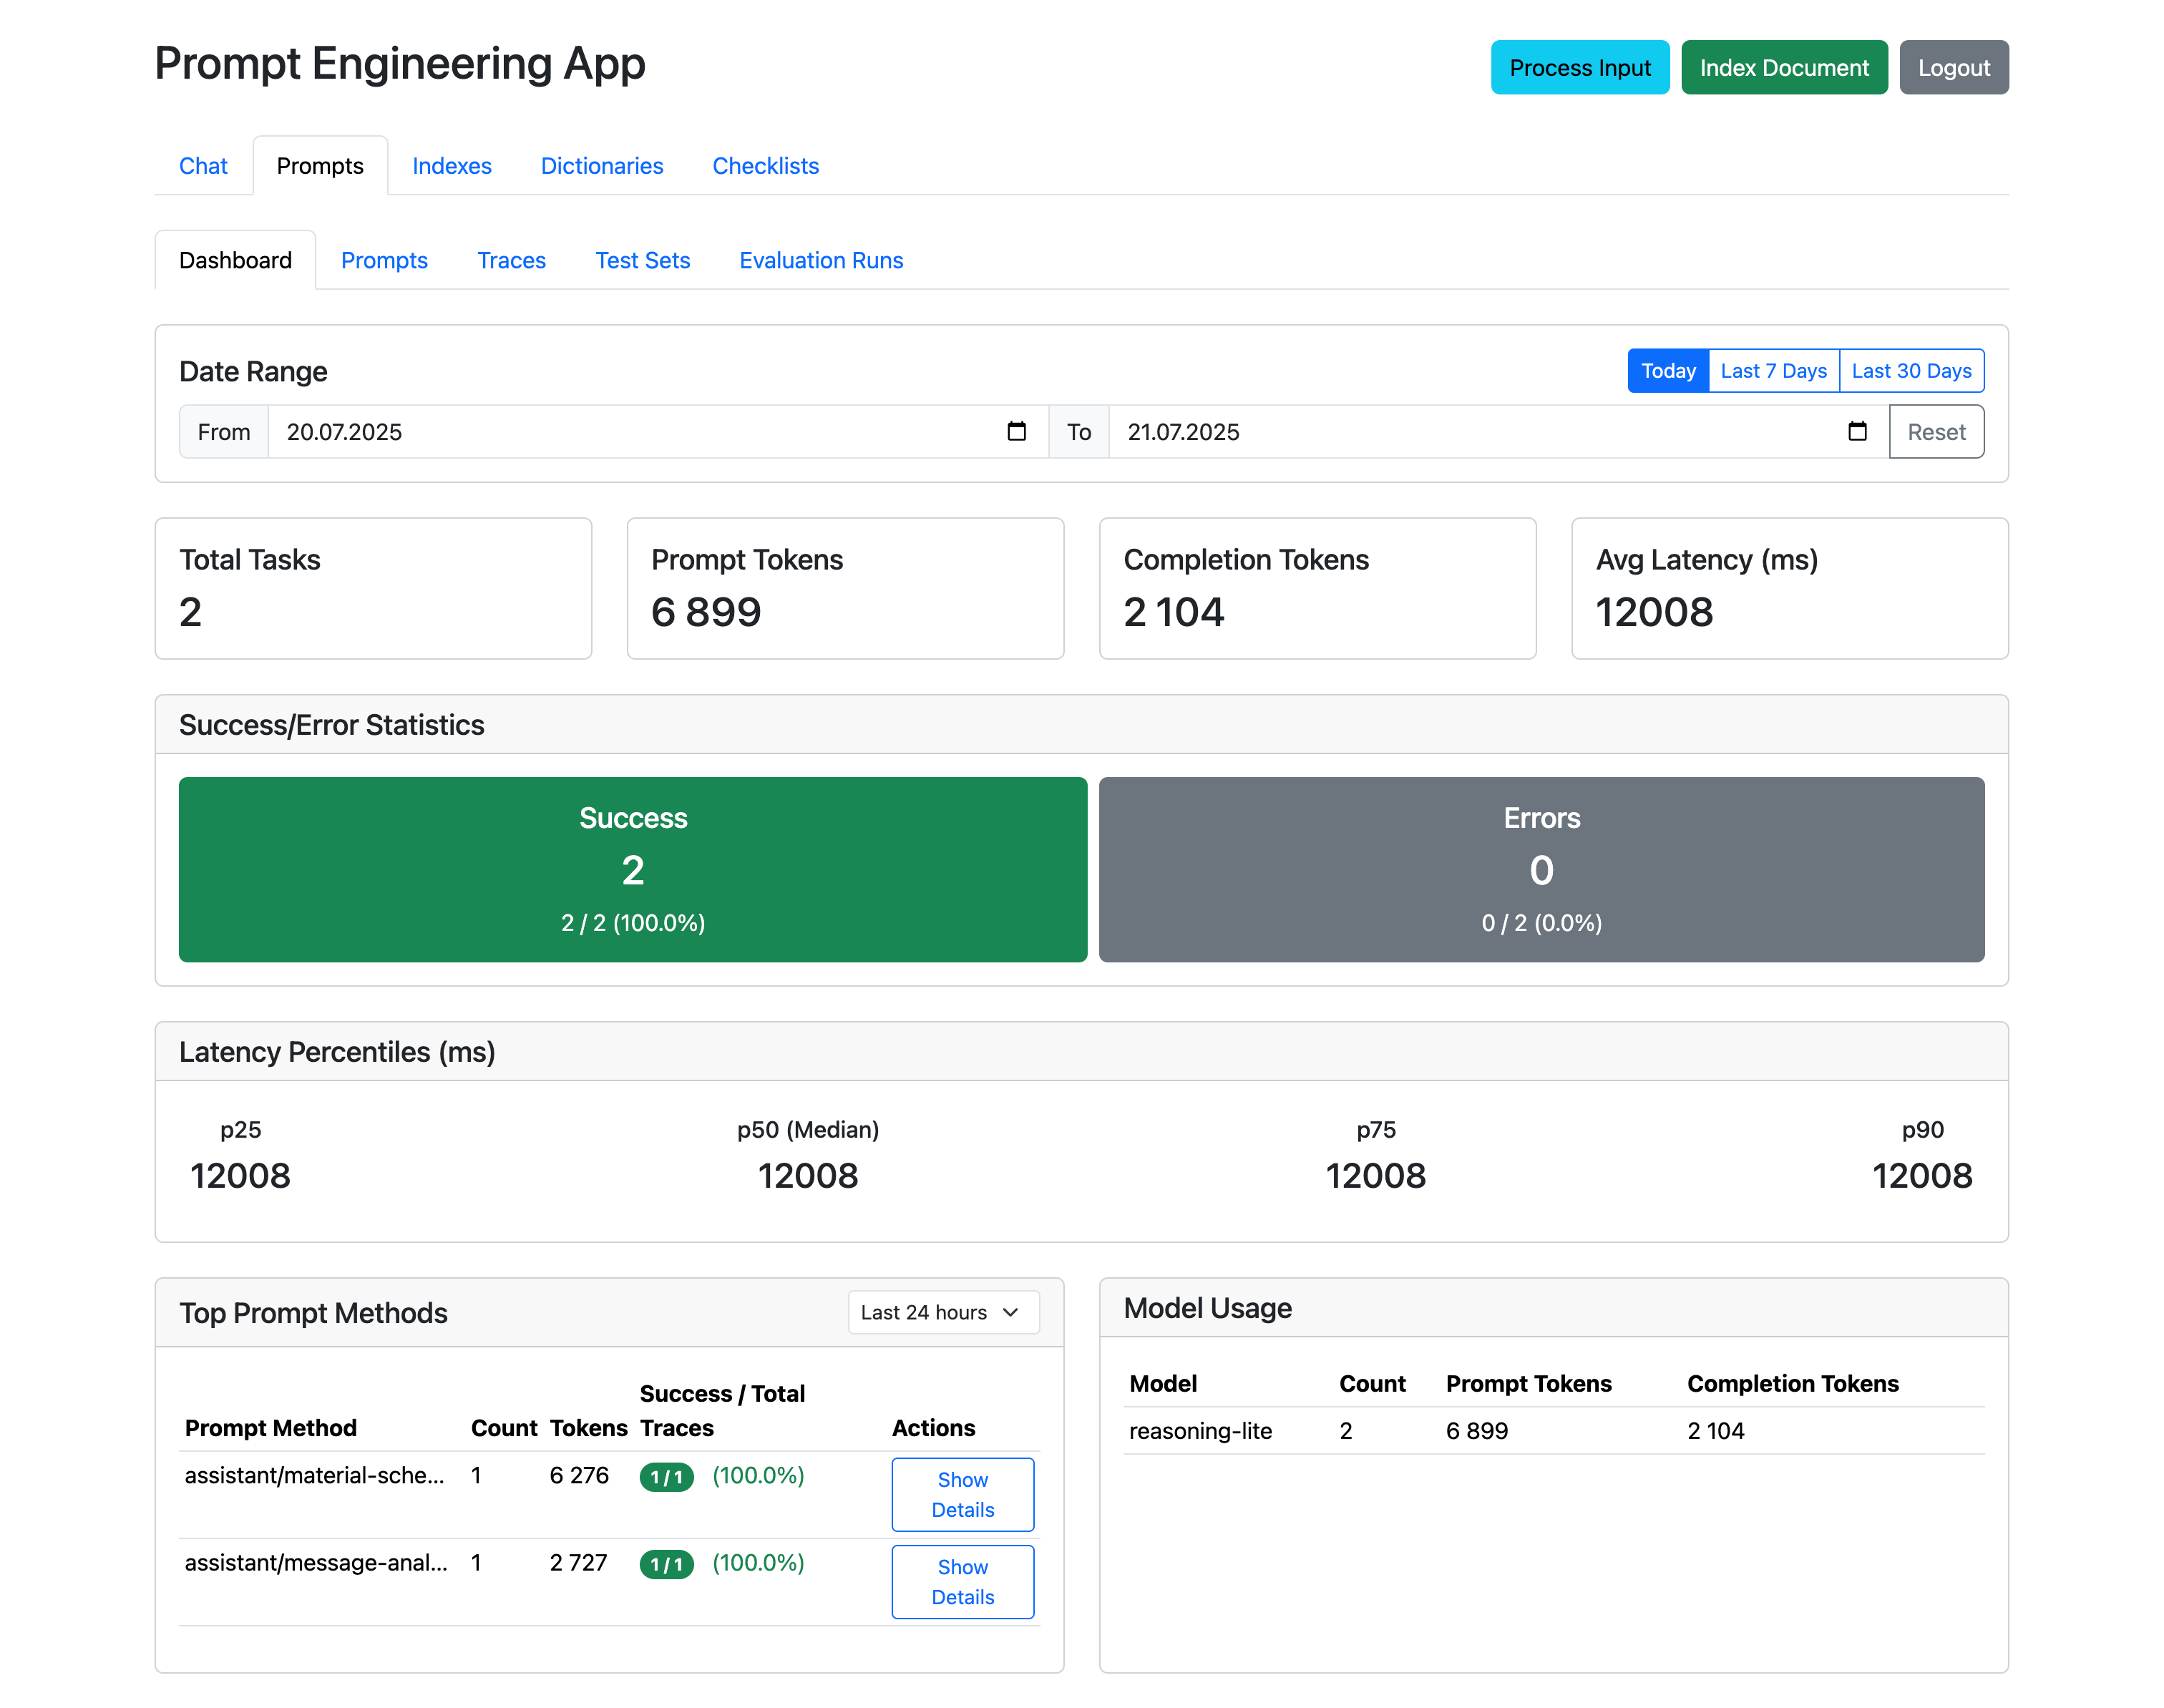 Prompt Engineering App
Process Input
Index Document
Logout
Chat
Prompts
Indexes
Dictionaries
Checklists
Dashboard
Prompts
Traces
Test Sets
Evaluation Runs
Date Range
Today
Last 7 Days
Last 30 Days
From
20.07.2025
To
21.07.2025
Reset
Total Tasks
2
Prompt Tokens
6 899
Completion Tokens
2 104
Avg Latency (ms)
12008
Success/Error Statistics
Success
2
2 / 2 (100.0%)
Errors
0
0 / 2 (0.0%)
Latency Percentiles (ms)
p25
12008
p50 (Median)
12008
p75
12008
p90
12008
Top Prompt Methods
Last 24 hours
Prompt Method
Count
Tokens
Success / Total
Traces
Actions
assistant/material-sche...
1
6 276
1 / 1
(100.0%)
Show
Details
assistant/message-anal...
1
2 727
1 / 1
(100.0%)
Show
Details
Model Usage
Model
Count
Prompt Tokens
Completion Tokens
reasoning-lite
2
6 899
2 104